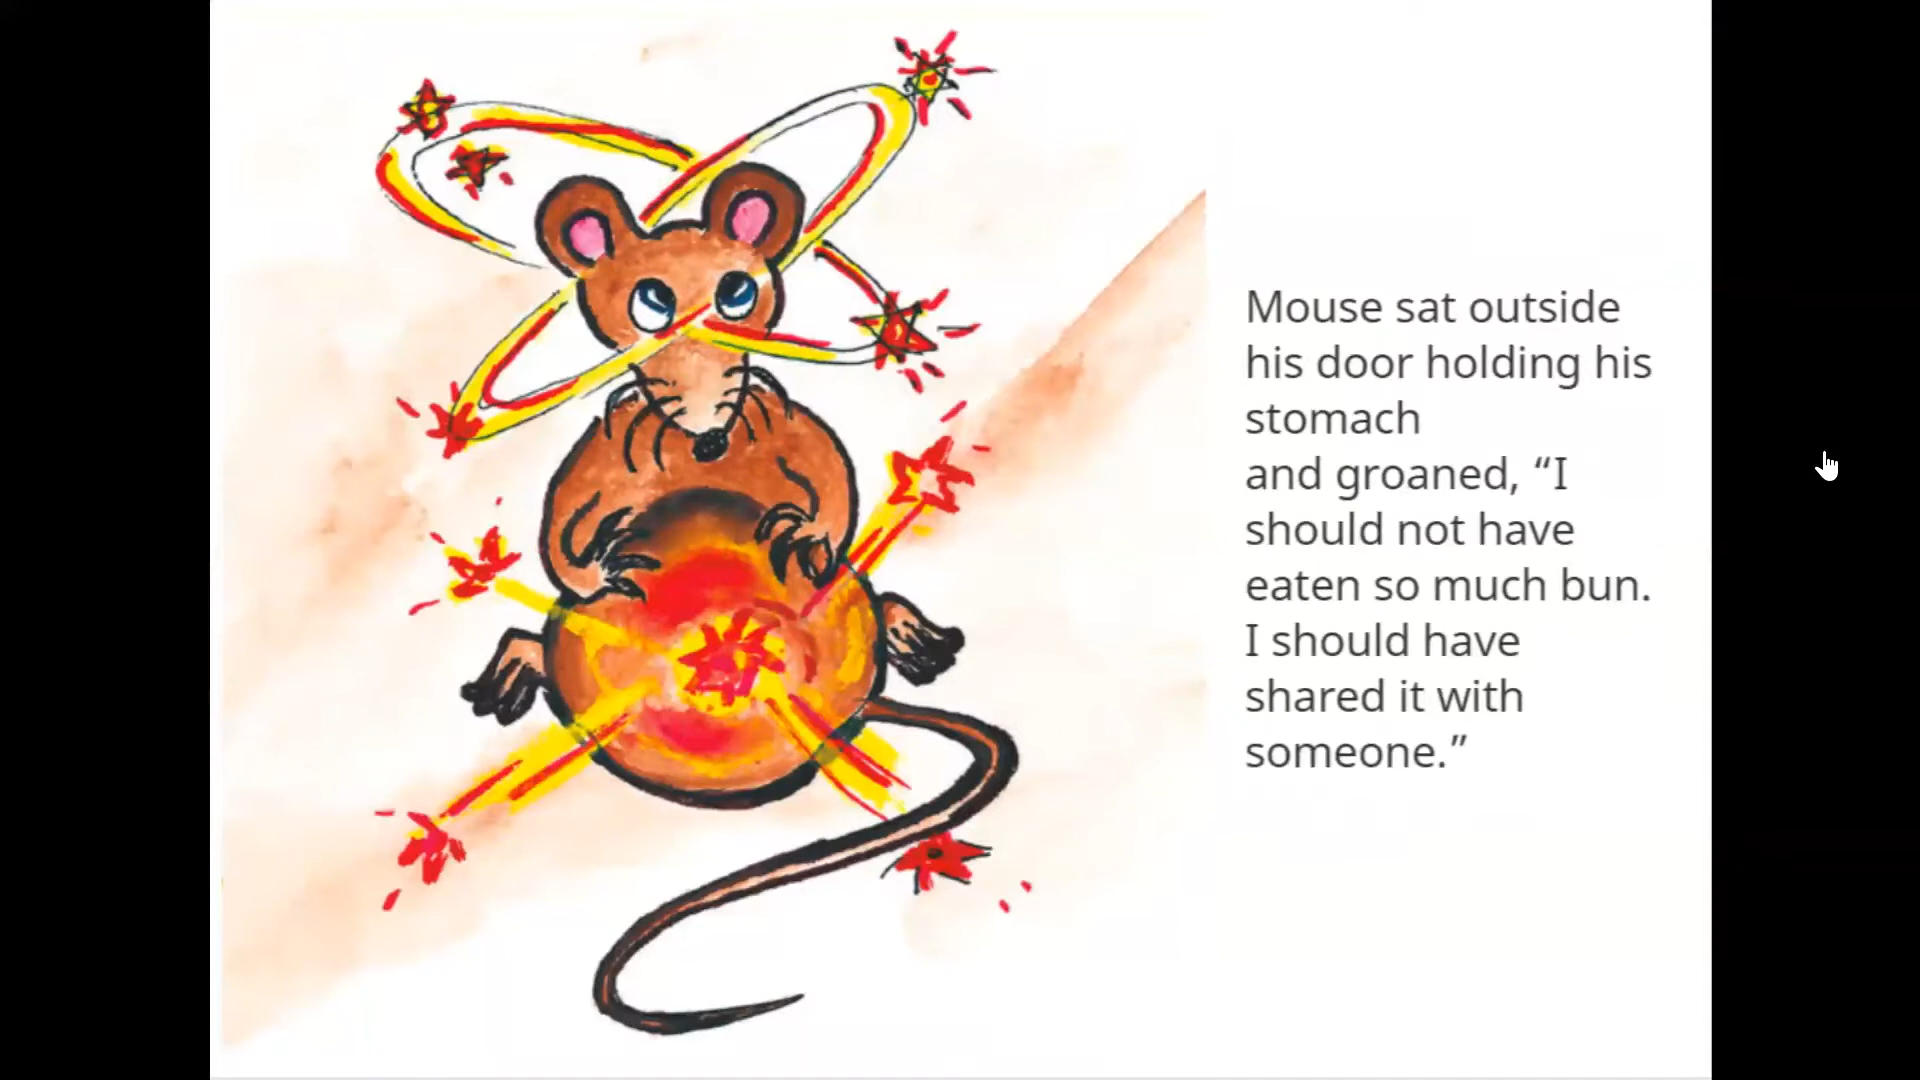 Mouse sat outside
his door holding his
stomach
and groaned, “I
should not have
eaten so much bun.
I should have
shared it with
someone.”